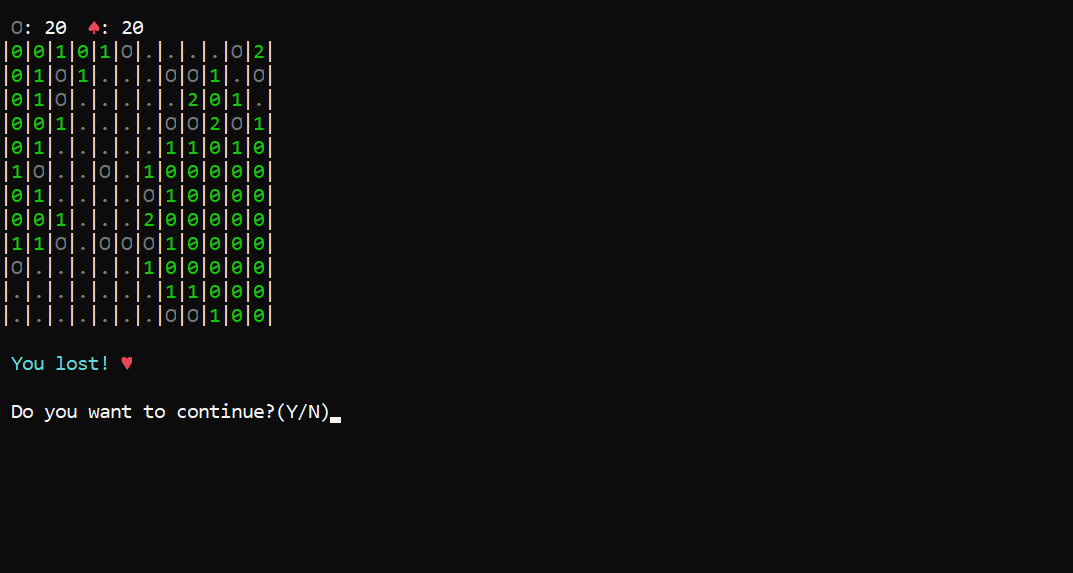 O: 20 ♠: 20
|0|0|1|0|1|O|.|.|.|.|O|2|
|0|1|O|1|.|.|.|O|O|1|.|O|
|0|1|O|.|.|.|.|.|2|0|1|.|
|0|0|1|.|.|.|.|O|O|2|O|1|
|0|1|.|.|.|.|.|1|1|0|1|0|
|1|O|.|.|O|.|1|0|0|0|0|0|
|0|1|.|.|.|.|O|1|0|0|0|0|
|0|0|1|.|.|.|2|0|0|0|0|0|
|1|1|O|.|O|O|O|1|0|0|0|0|
|O|.|.|.|.|.|1|0|0|0|0|0|
|.|.|.|.|.|.|.|1|1|0|0|0|
|.|.|.|.|.|.|.|O|O|1|0|0|
You lost! ♥
Do you want to continue?(Y/N)